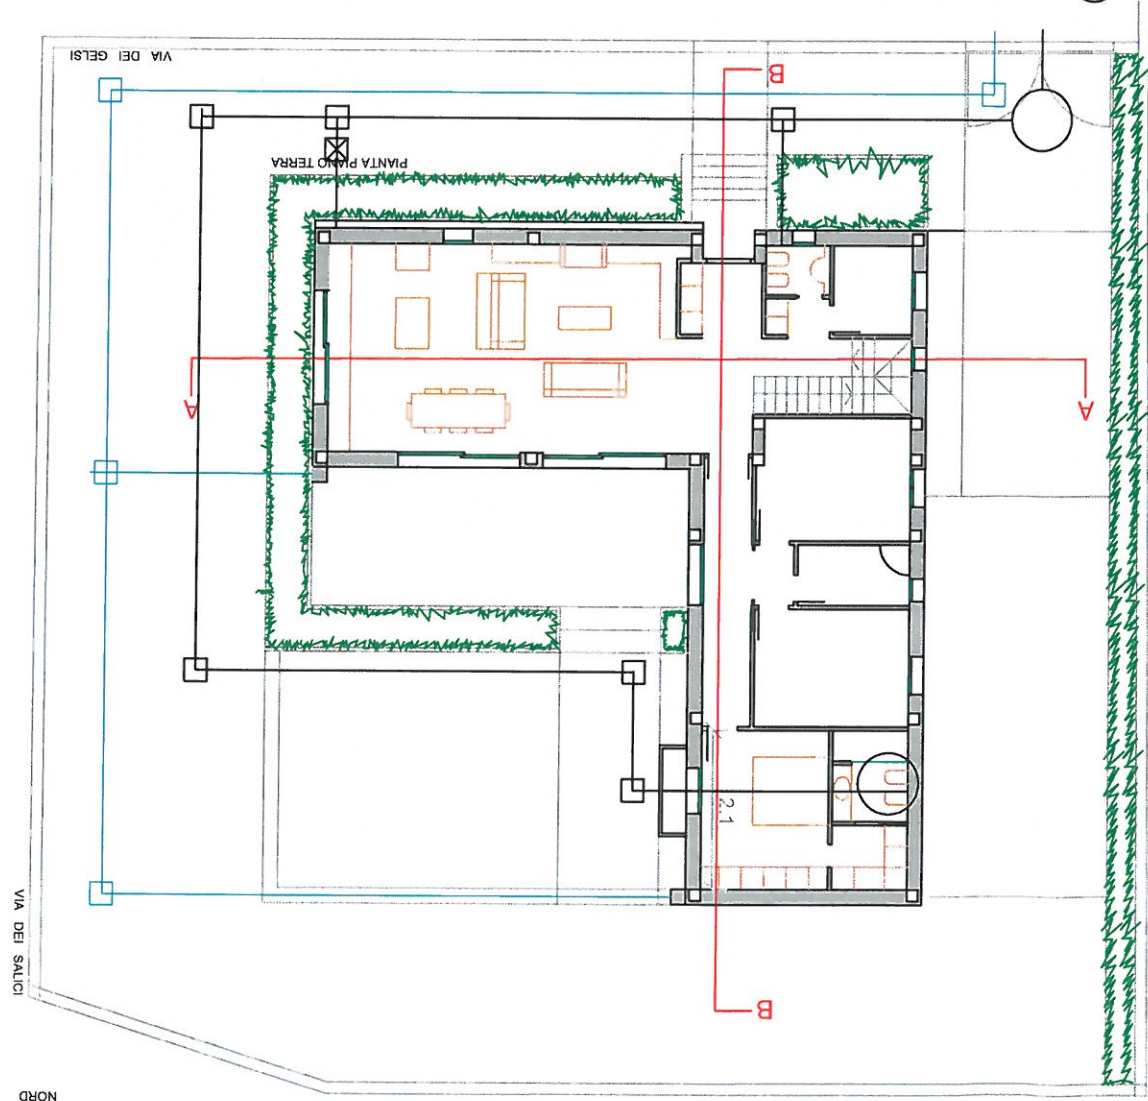 VIA DEI GELSI
B
PIANTA PIANO TERRA
A
A
2.1
VIA DEI SALICI
B
NORD